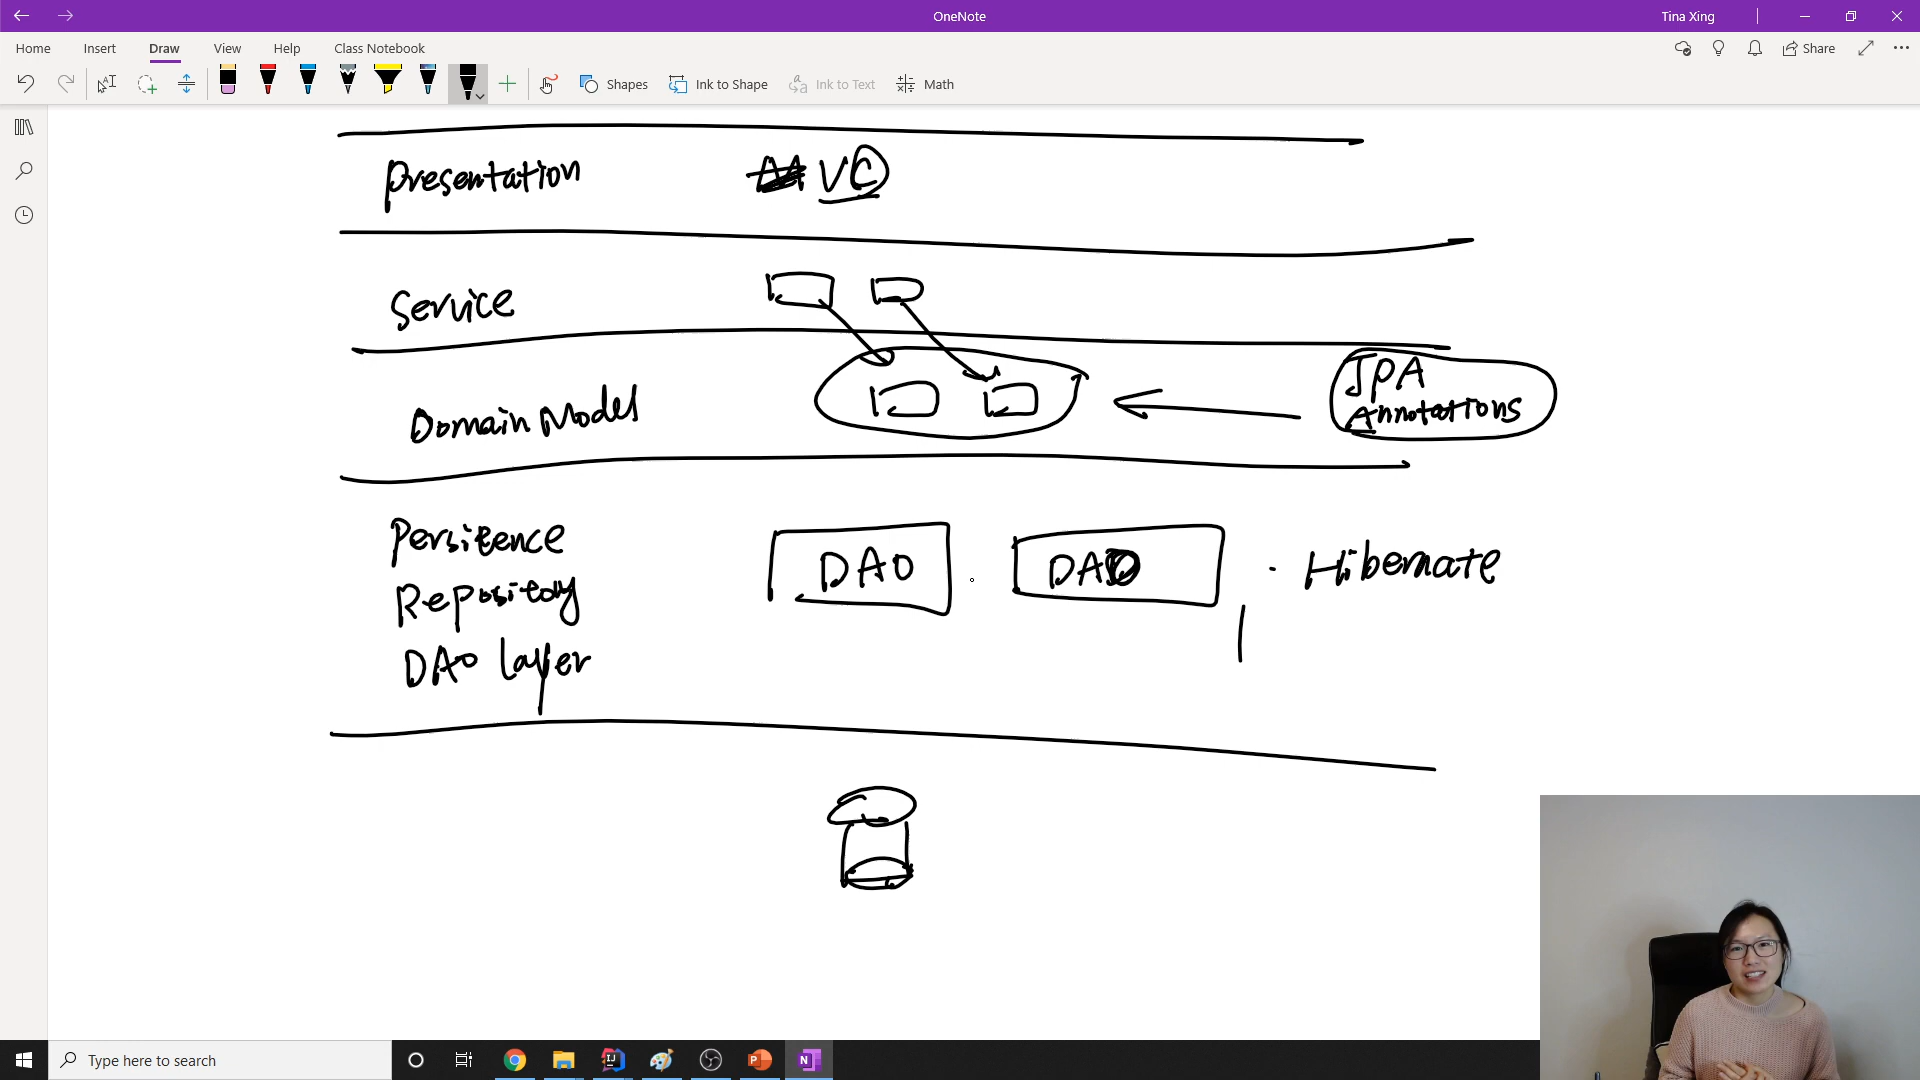 OneNote
Tina Xing
Home Insert Draw View Help Class Notebook
Share
Shapes Ink to Shape Ink to Text Math
Presentation M VC
Service
Domain Model
JPA
Annotations
Persitence
Repository
DAO layer
DAO DAO Hibernate
Type here to search